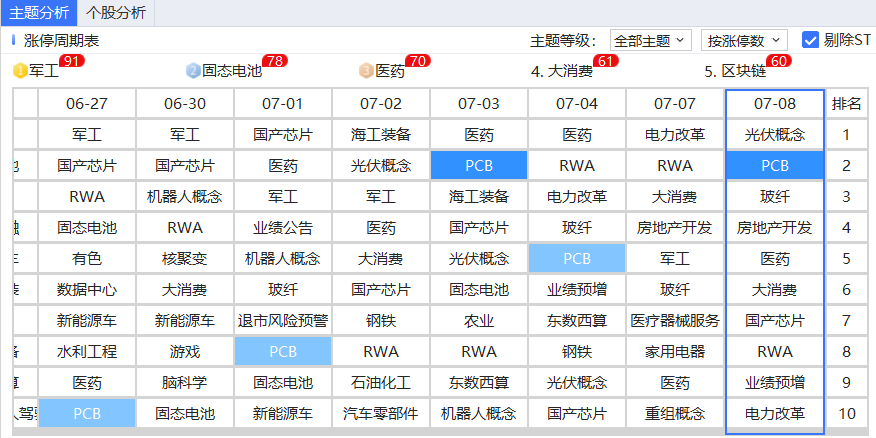 主题分析 个股分析
涨停周期表 主题等级： 全部主题 按涨停数 剔除ST
1 军工 91 2 固态电池 78 3 医药 70 4. 大消费 61 5. 区块链 60
06-27 06-30 07-01 07-02 07-03 07-04 07-07 07-08 排名
军工 军工 国产芯片 海工装备 医药 医药 电力改革 光伏概念 1
国产芯片 国产芯片 医药 光伏概念 PCB RWA RWA PCB 2
RWA 机器人概念 军工 军工 海工装备 电力改革 大消费 玻纤 3
固态电池 RWA 业绩公告 医药 国产芯片 玻纤 房地产开发 房地产开发 4
有色 核聚变 机器人概念 大消费 光伏概念 PCB 军工 医药 5
数据中心 大消费 玻纤 国产芯片 固态电池 业绩预增 玻纤 大消费 6
新能源车 新能源车 退市风险预警 钢铁 农业 东数西算 医疗器械服务 国产芯片 7
水利工程 游戏 PCB RWA RWA 钢铁 家用电器 RWA 8
医药 脑科学 固态电池 石油化工 东数西算 光伏概念 医药 业绩预增 9
PCB 固态电池 新能源车 汽车零部件 机器人概念 国产芯片 重组概念 电力改革 10